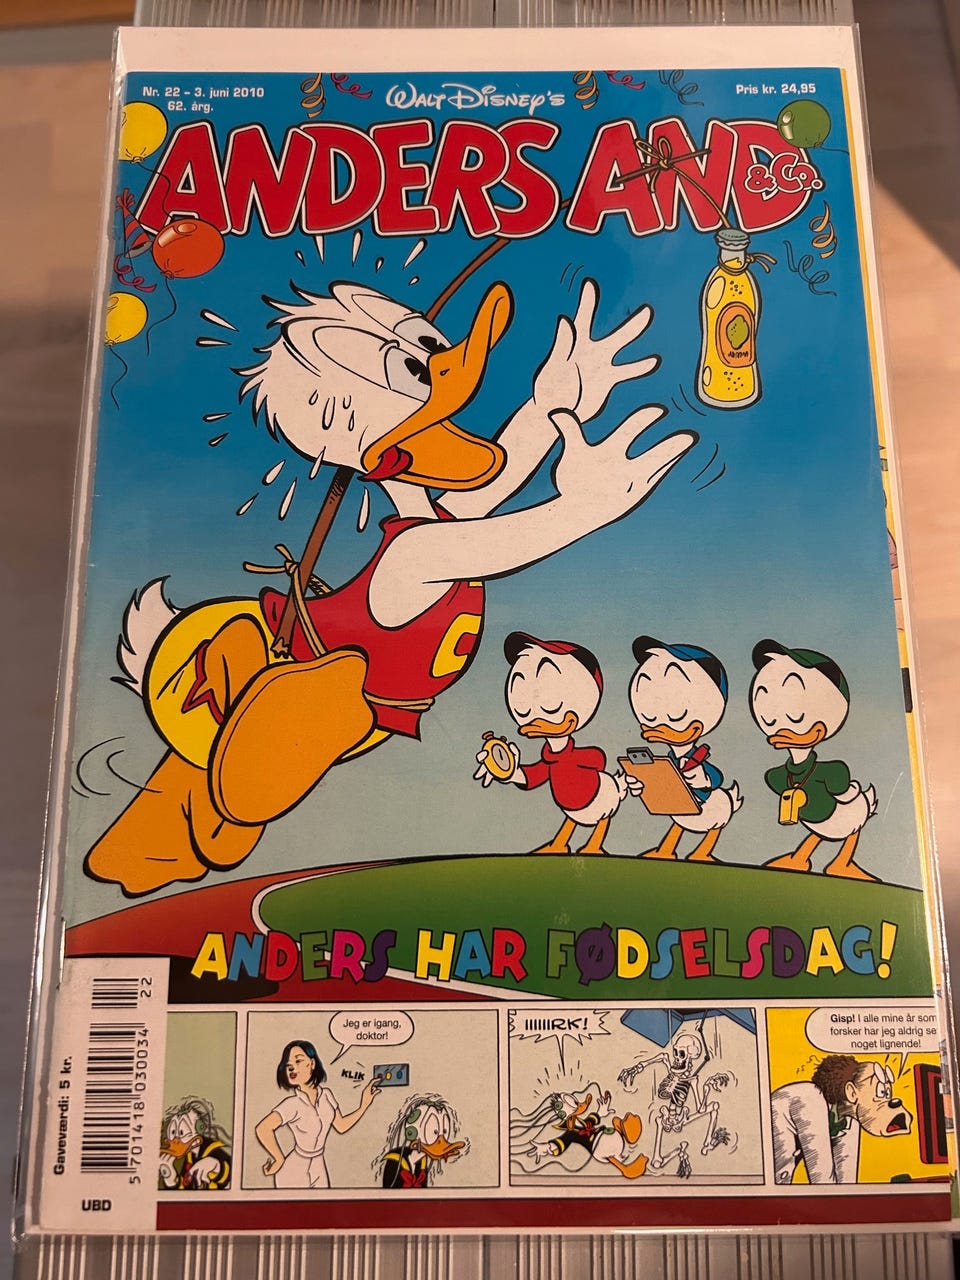 Nr. 22 - 3. juni 2010
62. årg.
WALT DISNEY'S
Pris kr. 24,95
ANDERS AND
& Co.
C
ANDERS HAR FØDSELSDAG!
22
5 701418 030034
Gaveværdi: 5 kr.
UBD
Jeg er igang,
doktor!
KLIK
IIIIIIRK!
Gisp! I alle mine år som
forsker har jeg aldrig se
noget lignende!